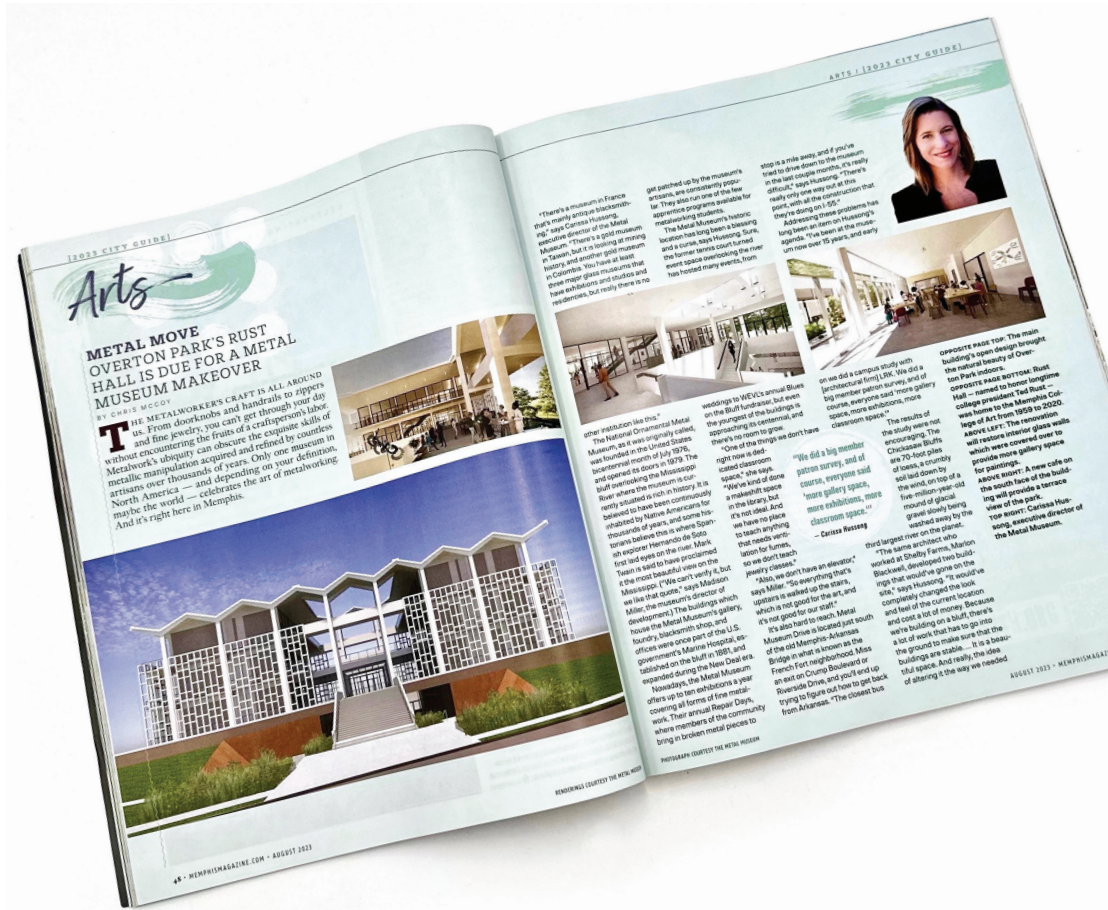 [2023 CITY GUIDE]
Arts
METAL MOVE
OVERTON PARK'S RUST
HALL IS DUE FOR A METAL
MUSEUM MAKEOVER
BY CHRIS MCCOY
THE METALWORKER'S CRAFT IS ALL AROUND
us. From doorknobs and handrails to zippers
and fine jewelry, you can't get through your day
without encountering the fruits of a craftsperson's labor.
Metalwork's ubiquity can obscure the exquisite skills of
metallic manipulation acquired and refined by countless
artisans over thousands of years. Only one museum in
North America — and depending on your definition,
maybe the world — celebrates the art of metalworking
And it's right here in Memphis.
RENDERINGS COURTESY THE METAL MUSEUM
48 • MEMPHISMAGAZINE.COM • AUGUST 2023
ARTS | [2023 CITY GUIDE]
"There's a museum in France
that's mainly antique blacksmith-
ing," says Carissa Hussong,
executive director of the Metal
Museum. "There's a gold museum
in Taiwan, but it is looking at mining
history, and another gold museum
in Colombia. You have at least
three major glass museums that
have exhibitions and studios and
residencies, but really there is no
other institution like this."
The National Ornamental Metal
Museum, as it was originally called,
was founded in the United States
bicentennial month of July 1976,
and opened its doors in 1979. The
bluff overlooking the Mississippi
River where the museum is cur-
rently situated is rich in history. It is
believed to have been continuously
inhabited by Native Americans for
thousands of years, and some his-
torians believe this is where Span-
ish explorer Hernando de Soto
first laid eyes on the river. Mark
Twain is said to have proclaimed
it the most beautiful view on the
Mississippi. ("We can't verify it, but
we like that quote," says Madison
Miller, the museum's director of
development.) The buildings which
house the Metal Museum's gallery,
foundry, blacksmith shop, and
offices were once part of the U.S.
government's Marine Hospital, es-
tablished on the bluff in 1881, and
expanded during the New Deal era.
Nowadays, the Metal Museum
offers up to ten exhibitions a year
covering all forms of fine metal-
work. Their annual Repair Days,
where members of the community
bring in broken metal pieces to
get patched up by the museum's
artisans, are consistently popu-
lar. They also run one of the few
apprentice programs available for
metalworking students.
The Metal Museum's historic
location has long been a blessing
and a curse, says Hussong. Sure,
the former tennis court turned
event space overlooking the river
has hosted many events, from
weddings to WEVL's annual Blues
on the Bluff fundraiser, but even
the youngest of the buildings is
approaching its centennial, and
there's no room to grow.
"One of the things we don't have
right now is ded-
icated classroom
space," she says.
"We've kind of done
a makeshift space
in the library, but
it's not ideal. And
we have no place
to teach anything
that needs venti-
lation for fumes,
so we don't teach
jewelry classes."
"Also, we don't have an elevator,"
says Miller. "So everything that's
upstairs is walked up the stairs,
which is not good for the art, and
it's not good for our staff."
It's also hard to reach. Metal
Museum Drive is located just south
of the old Memphis-Arkansas
Bridge in what is known as the
French Fort neighborhood. Miss
an exit on Crump Boulevard or
Riverside Drive, and you'll end up
trying to figure out how to get back
from Arkansas. "The closest bus
stop is a mile away, and if you've
tried to drive down to the museum
in the last couple months, it's really
difficult," says Hussong. "There's
really only one way out at this
point, with all the construction that
they're doing on I-55."
Addressing these problems has
long been an item on Hussong's
agenda. "I've been at the muse-
um now over 15 years, and early
on we did a campus study with
[architectural firm] LRK. We did a
big member patron survey, and of
course, everyone said 'more gallery
space, more exhibitions, more
classroom space.'"
The results of
the study were not
encouraging. The
Chickasaw Bluffs
are 70-foot piles
of loess, a crumbly
soil laid down by
the wind, on top of a
five-million-year-old
mound of glacial
gravel slowly being
washed away by the
third largest river on the planet.
"The same architect who
worked at Shelby Farms, Marlon
Blackwell, developed two build-
ings that would've gone on the
site," says Hussong. "It would've
completely changed the look
and feel of the current location
and cost a lot of money. Because
we're building on a bluff, there's
a lot of work that has to go into
the ground to make sure that the
buildings are stable.... It is a beau-
tiful space. And really, the idea
of altering it the way we needed
"We did a big member
patron survey, and of
course, everyone said
'more gallery space,
more exhibitions, more
classroom space.'"
— Carissa Hussong
OPPOSITE PAGE TOP: The main
building's open design brought
the natural beauty of Over-
ton Park indoors.
OPPOSITE PAGE BOTTOM: Rust
Hall — named to honor longtime
college president Ted Rust —
was home to the Memphis Col-
lege of Art from 1959 to 2020.
ABOVE LEFT: The renovation
will restore interior glass walls
which were covered over to
provide more gallery space
for paintings.
ABOVE RIGHT: A new cafe on
the south face of the build-
ing will provide a terrace
view of the park.
TOP RIGHT: Carissa Hus-
song, executive director of
the Metal Museum.
PHOTOGRAPH COURTESY THE METAL MUSEUM
AUGUST 2023 • MEMPHISMAGAZINE.COM